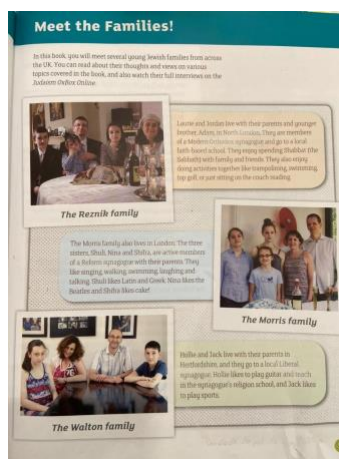 Meet the Families!
In this book, you will meet several young Jewish families from across
the UK. You can read about their thoughts and views on various
topics covered in the book, and also watch their full interviews on the
Judaism OxBox Online.
and Jordan live with their parents and younger
brother, Adam, in North London. They are members
of a Modern Orthodox synagogue and go to a local
faith-based school. They enjoy spending Shabbat (the
Sabbath) with family and friends. They also enjoy
doing activities together like trampolining, swimming,
top golf, or just sitting on the couch reading.
The Reznik family
The Morris family also lives in London. The three
sisters, Shuli, Nina and Shifra, are active members
of a Reform synagogue with their parents. They
like singing, walking, swimming, laughing and
talking. Shuli likes Latin and Greek. Nina likes the
Beatles and Shifra likes cake!
The Morris family
Hollie and Jack live with their parents in
Hertfordshire, and they go to a local Liberal
synagogue. Hollie likes to play guitar and teach
in the synagogue's religion school, and Jack likes
to play sports.
The Walton family